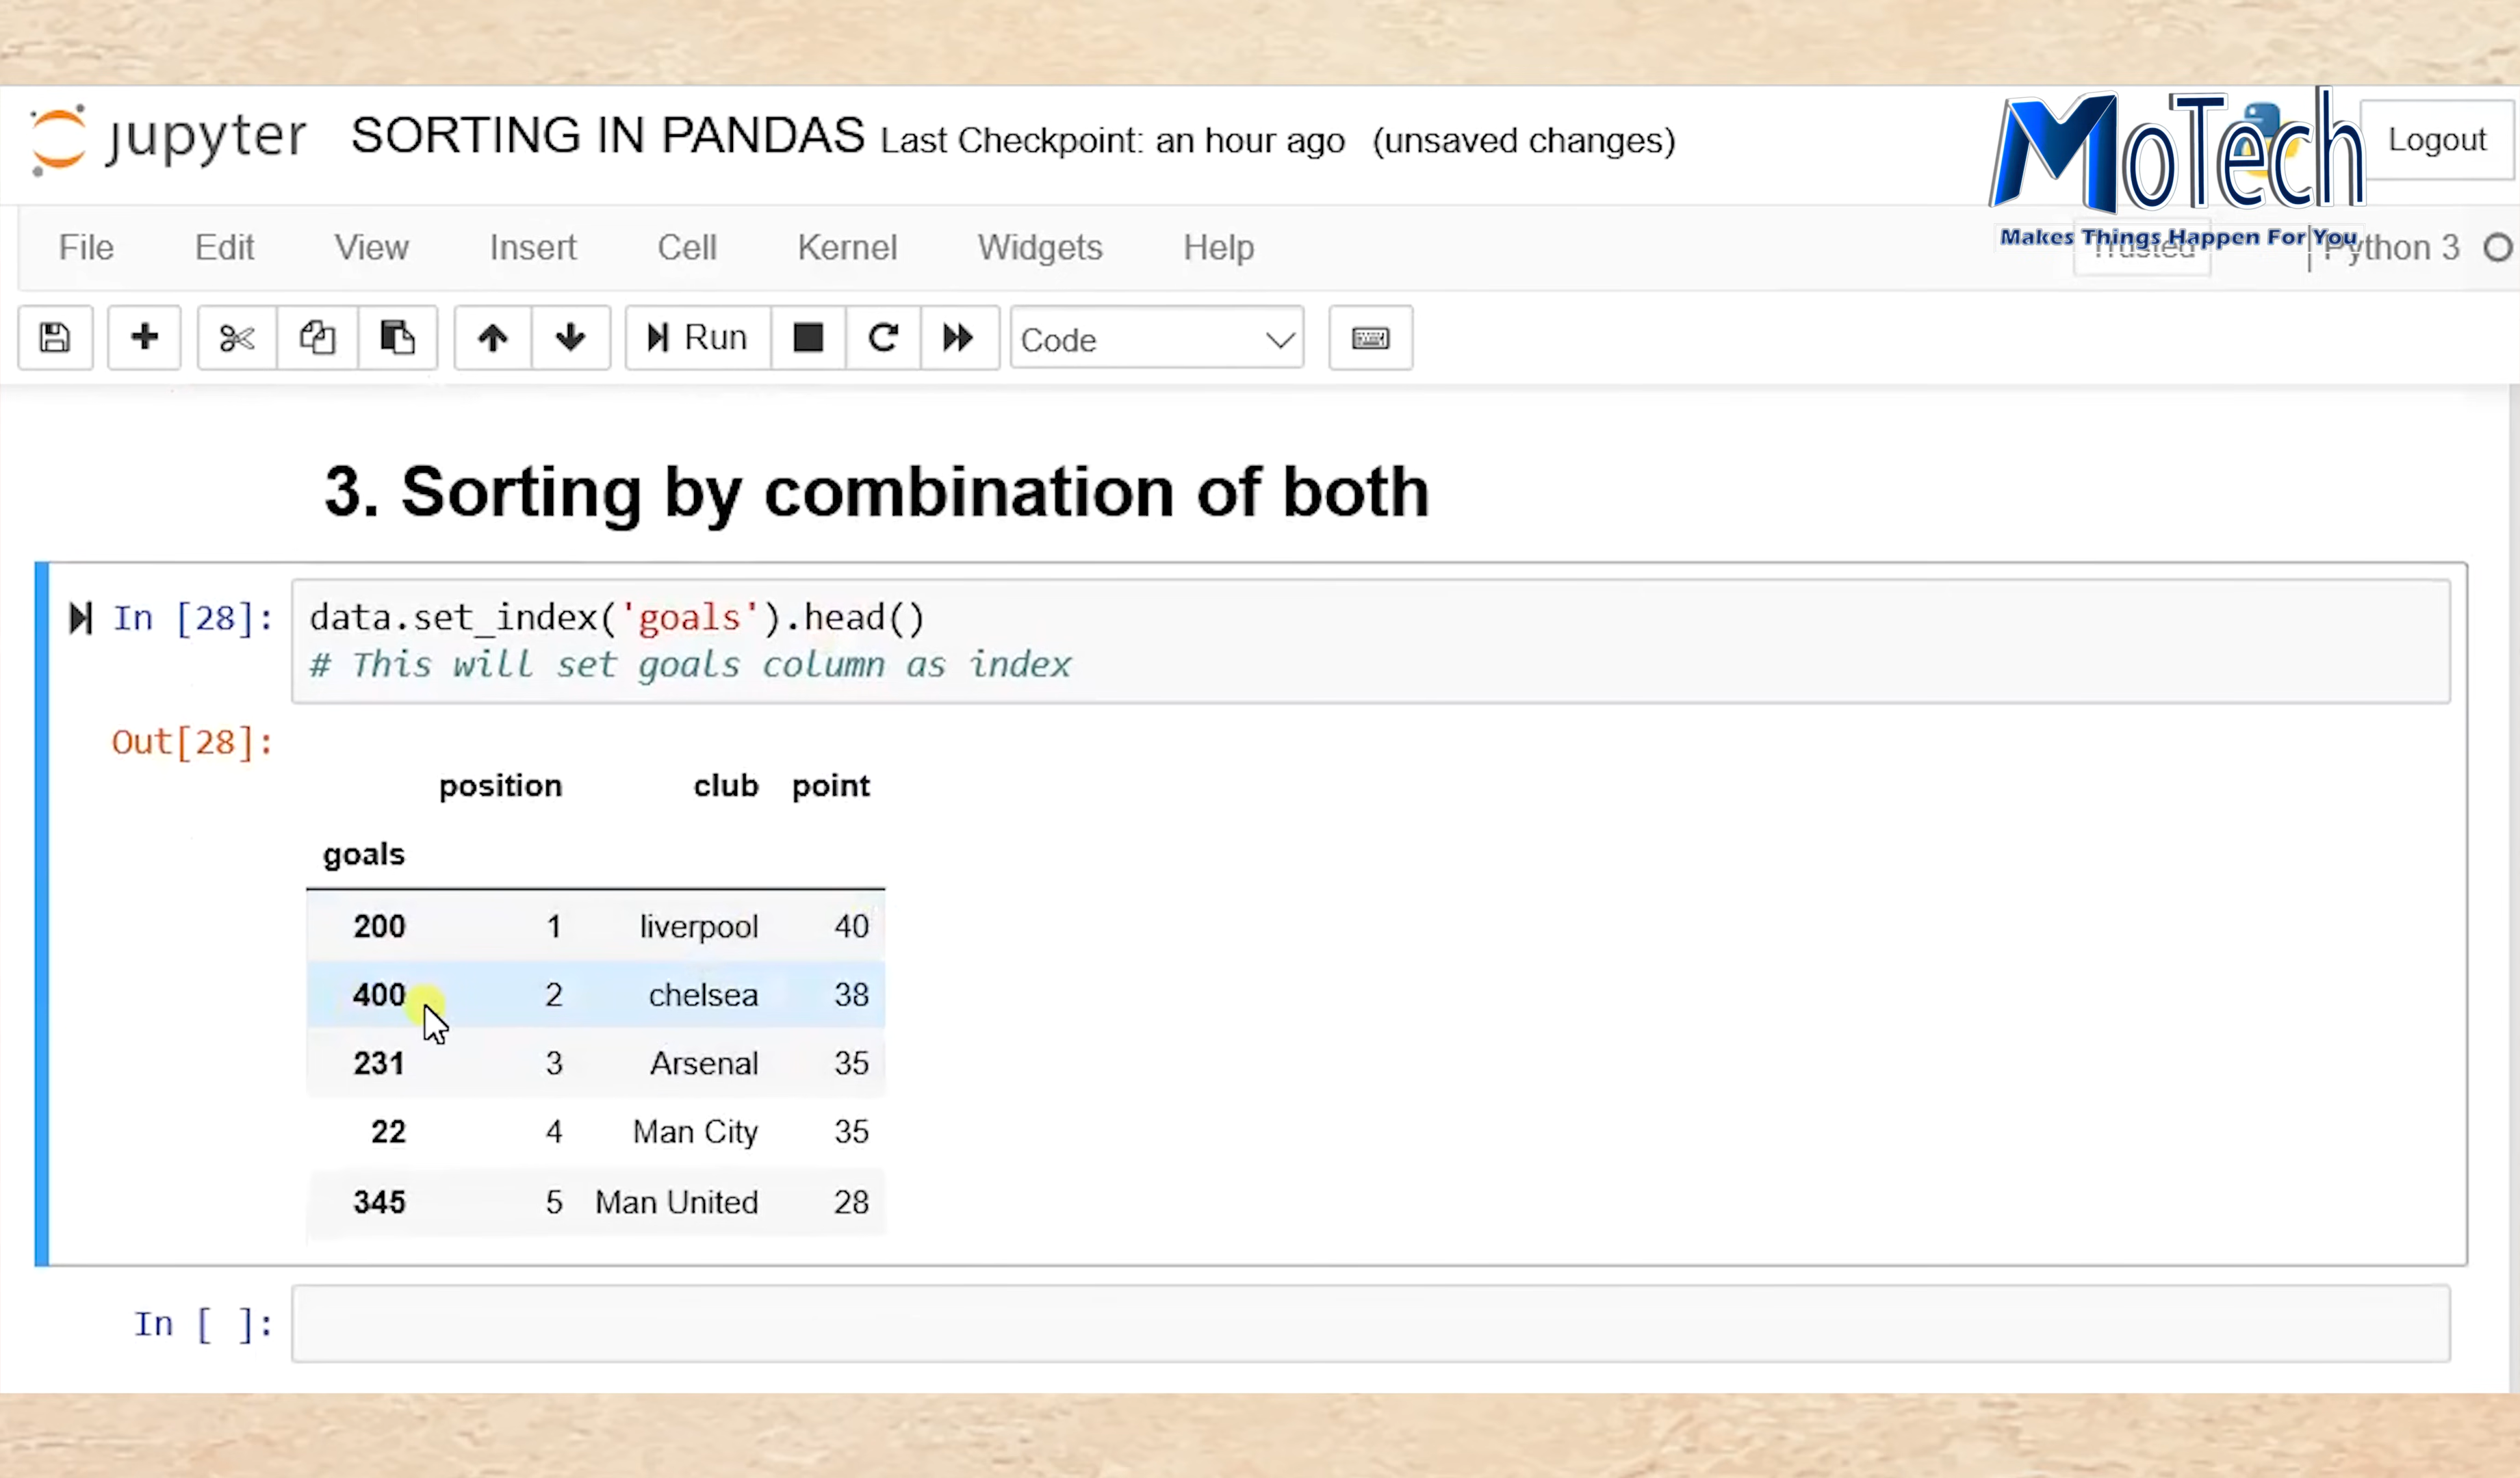 jupyter SORTING IN PANDAS Last Checkpoint: an hour ago (unsaved changes)
MoTech
Logout
Makes Things Happen For You
File Edit View Insert Cell Kernel Widgets Help Trusted Python 3
Run Code
3. Sorting by combination of both
In [28]: data.set_index('goals').head()
# This will set goals column as index
Out[28]:
position club point
goals
200 1 liverpool 40
400 2 chelsea 38
231 3 Arsenal 35
22 4 Man City 35
345 5 Man United 28
In [ ]: